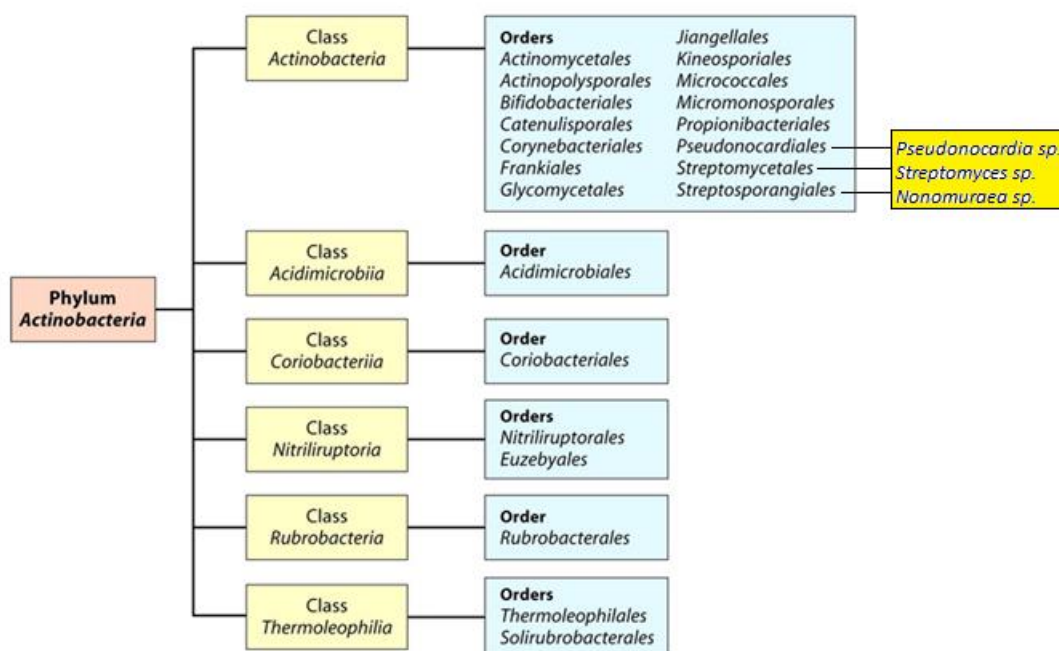 Phylum
Actinobacteria
Class
Actinobacteria
Orders
Actinomycetales
Actinopolysporales
Bifidobacteriales
Catenulisporales
Corynebacteriales
Frankiales
Glycomycetales
Jiangellales
Kineosporiales
Micrococcales
Micromonosporales
Propionibacteriales
Pseudonocardiales
Streptomycetales
Streptosporangiales
Pseudonocardia sp.
Streptomyces sp.
Nonomuraea sp.
Class
Acidimicrobiia
Order
Acidimicrobiales
Class
Coriobacteriia
Order
Coriobacteriales
Class
Nitriliruptoria
Orders
Nitriliruptorales
Euzebyales
Class
Rubrobacteria
Order
Rubrobacterales
Class
Thermoleophilia
Orders
Thermoleophilales
Solirubrobacterales